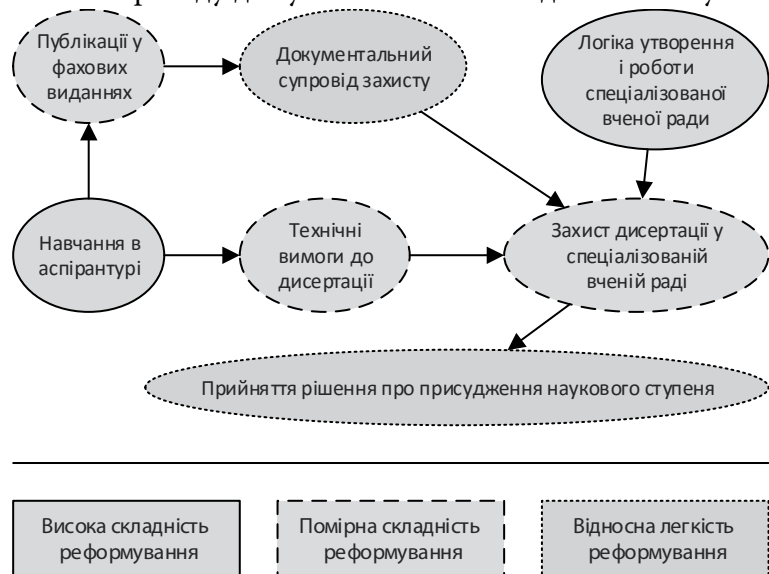 Публікації у
фахових
виданнях
Документальний
супровід захисту
Логіка утворення
і роботи
спеціалізованої
вченої ради
Навчання в
аспірантурі
Технічні
вимоги до
дисертації
Захист дисертації у
спеціалізованій
вченій раді
Прийняття рішення про присудження наукового ступеня
Висока складність
реформування
Помірна складність
реформування
Відносна легкість
реформування